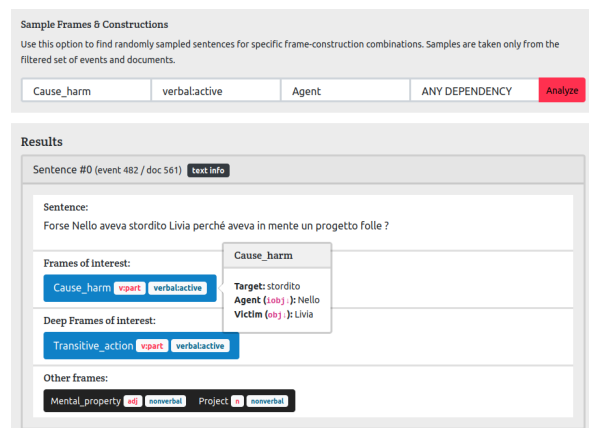 Sample Frames & Constructions
Use this option to find randomly sampled sentences for specific frame-construction combinations. Samples are taken only from the
filtered set of events and documents.
Cause_harm verbal:active Agent ANY DEPENDENCY Analyze
Results
Sentence #0 (event 482 / doc 561) text info
Sentence:
Forse Nello aveva stordito Livia perché aveva in mente un progetto folle ?
Frames of interest:
Cause_harm v:part verbal:active
Cause_harm
Target: stordito
Agent (iobj↓): Nello
Victim (obj↓): Livia
Deep Frames of interest:
Transitive_action v:part verbal:active
Other frames:
Mental_property adj nonverbal Project n nonverbal